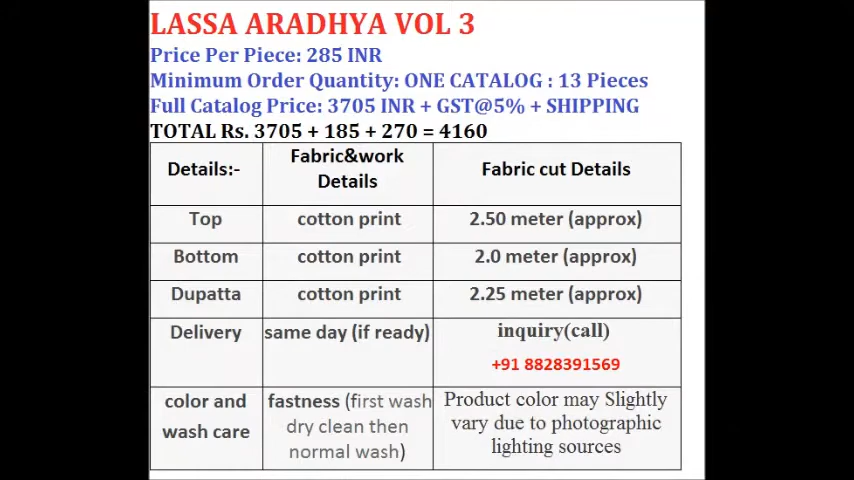 LASSA ARADHYA VOL 3
Price Per Piece: 285 INR
Minimum Order Quantity: ONE CATALOG : 13 Pieces
Full Catalog Price: 3705 INR + GST@5% + SHIPPING
TOTAL Rs. 3705 + 185 + 270 = 4160
Details:-
Fabric&work
Details
Fabric cut Details
Top
cotton print
2.50 meter (approx)
Bottom
cotton print
2.0 meter (approx)
Dupatta
cotton print
2.25 meter (approx)
Delivery
same day (if ready)
inquiry(call)
+91 8828391569
color and
wash care
fastness (first wash
dry clean then
normal wash)
Product color may Slightly
vary due to photographic
lighting sources